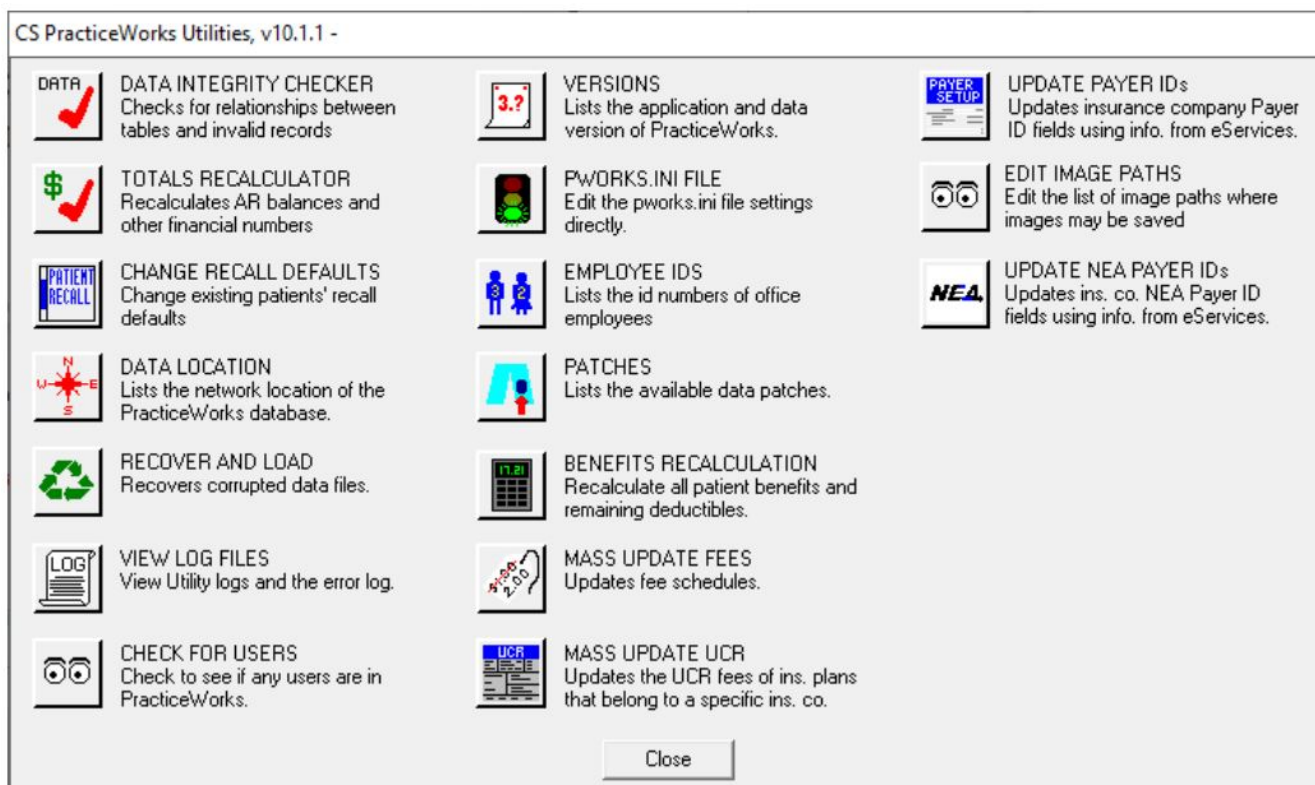 CS PracticeWorks Utilities, v10.1.1 -
DATA
DATA INTEGRITY CHECKER
Checks for relationships between
tables and invalid records
$
TOTALS RECALCULATOR
Recalculates AR balances and
other financial numbers
PATIENT
RECALL
CHANGE RECALL DEFAULTS
Change existing patients' recall
defaults
N
W E
S
DATA LOCATION
Lists the network location of the
PracticeWorks database.
RECOVER AND LOAD
Recovers corrupted data files.
LOG
VIEW LOG FILES
View Utility logs and the error log.
CHECK FOR USERS
Check to see if any users are in
PracticeWorks.
3.?
VERSIONS
Lists the application and data
version of PracticeWorks.
PWORKS.INI FILE
Edit the pworks.ini file settings
directly.
3 2
EMPLOYEE IDS
Lists the id numbers of office
employees
PATCHES
Lists the available data patches.
17.21
BENEFITS RECALCULATION
Recalculate all patient benefits and
remaining deductibles.
$1.00
2.00
MASS UPDATE FEES
Updates fee schedules.
UCR
MASS UPDATE UCR
Updates the UCR fees of ins. plans
that belong to a specific ins. co.
PAYER
SETUP
UPDATE PAYER IDs
Updates insurance company Payer
ID fields using info. from eServices.
EDIT IMAGE PATHS
Edit the list of image paths where
images may be saved
NEA
UPDATE NEA PAYER IDs
Updates ins. co. NEA Payer ID
fields using info. from eServices.
Close